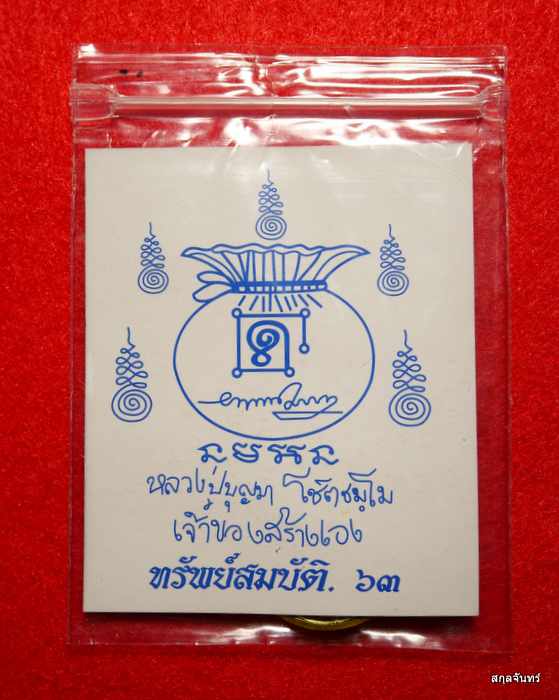 หลวงปู่บุญมา โชติธมฺโม
เจ้าของสร้างเอง
ทรัพย์สมบัติ. ๖๓
สกุลจันทร์